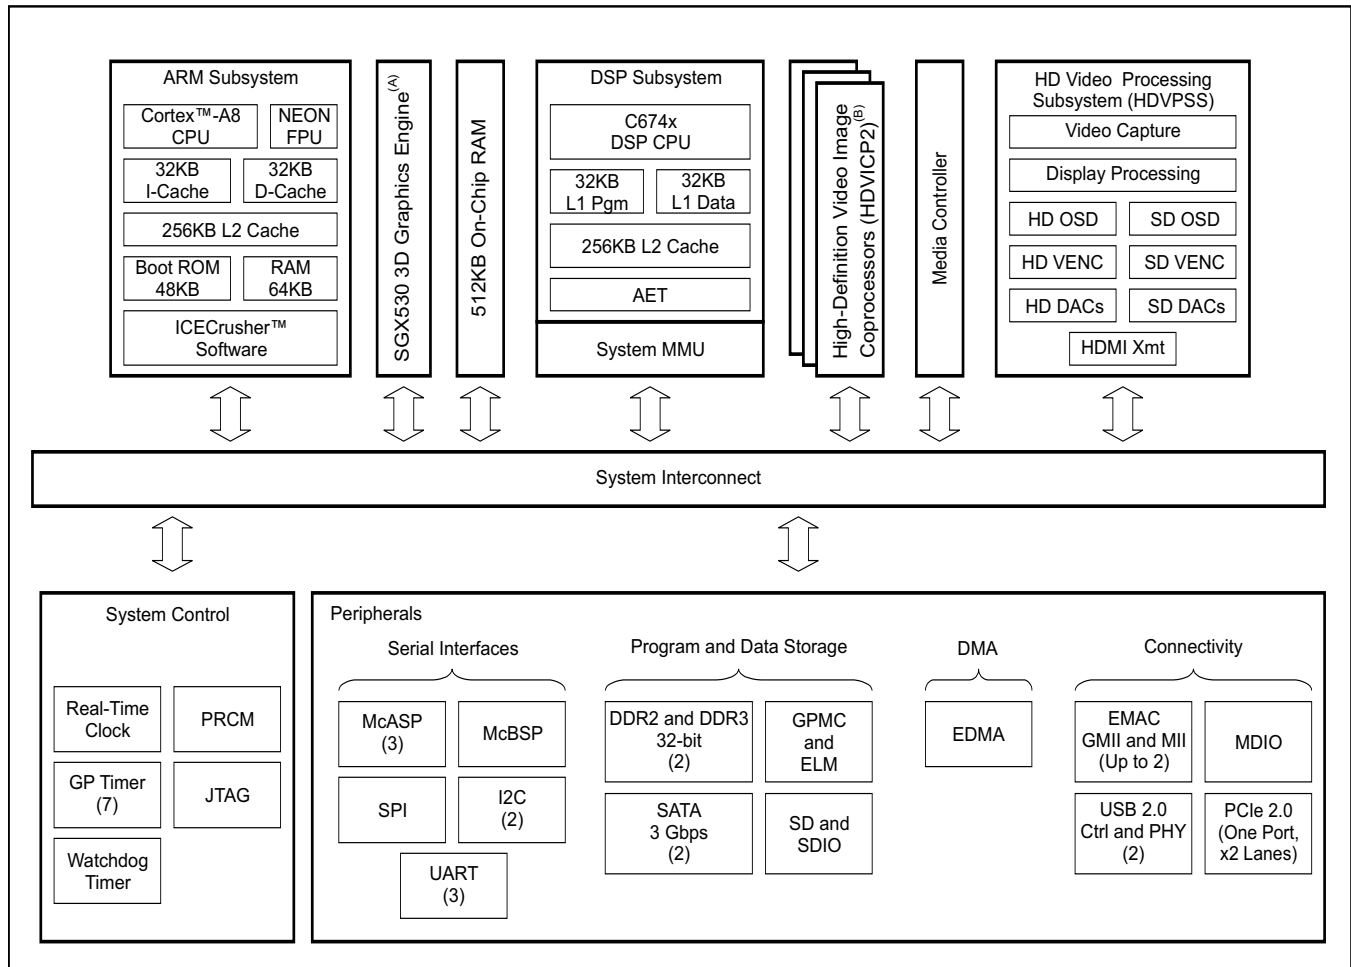 ARM Subsystem
Cortex™-A8
CPU
NEON
FPU
32KB
I-Cache
32KB
D-Cache
256KB L2 Cache
Boot ROM
48KB
RAM
64KB
ICECrusher™
Software
SGX530 3D Graphics Engine(A)
512KB On-Chip RAM
DSP Subsystem
C674x
DSP CPU
32KB
L1 Pgm
32KB
L1 Data
256KB L2 Cache
AET
System MMU
High-Definition Video Image
Coprocessors (HDVICP2)(B)
Media Controller
HD Video Processing
Subsystem (HDVPSS)
Video Capture
Display Processing
HD OSD
SD OSD
HD VENC
SD VENC
HD DACs
SD DACs
HDMI Xmt
System Interconnect
System Control
Real-Time
Clock
PRCM
GP Timer
(7)
JTAG
Watchdog
Timer
Peripherals
Serial Interfaces
McASP
(3)
McBSP
SPI
I2C
(2)
UART
(3)
Program and Data Storage
DDR2 and DDR3
32-bit
(2)
GPMC
and
ELM
SATA
3 Gbps
(2)
SD and
SDIO
DMA
EDMA
Connectivity
EMAC
GMII and MII
(Up to 2)
MDIO
USB 2.0
Ctrl and PHY
(2)
PCIe 2.0
(One Port,
x2 Lanes)